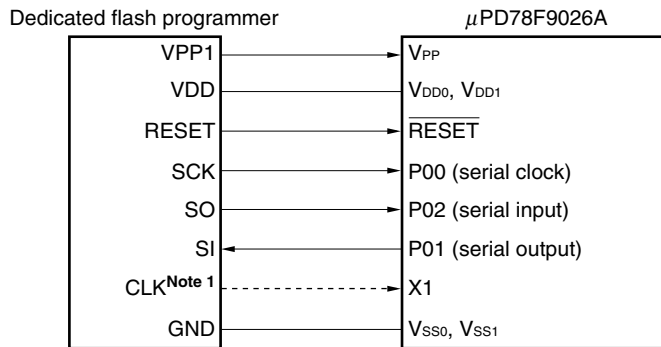 Dedicated flash programmer μPD78F9026A
VPP1 VPP
VDD VDD0, VDD1
RESET RESET
SCK P00 (serial clock)
SO P02 (serial input)
SI P01 (serial output)
CLKNote 1 X1
GND VSS0, VSS1